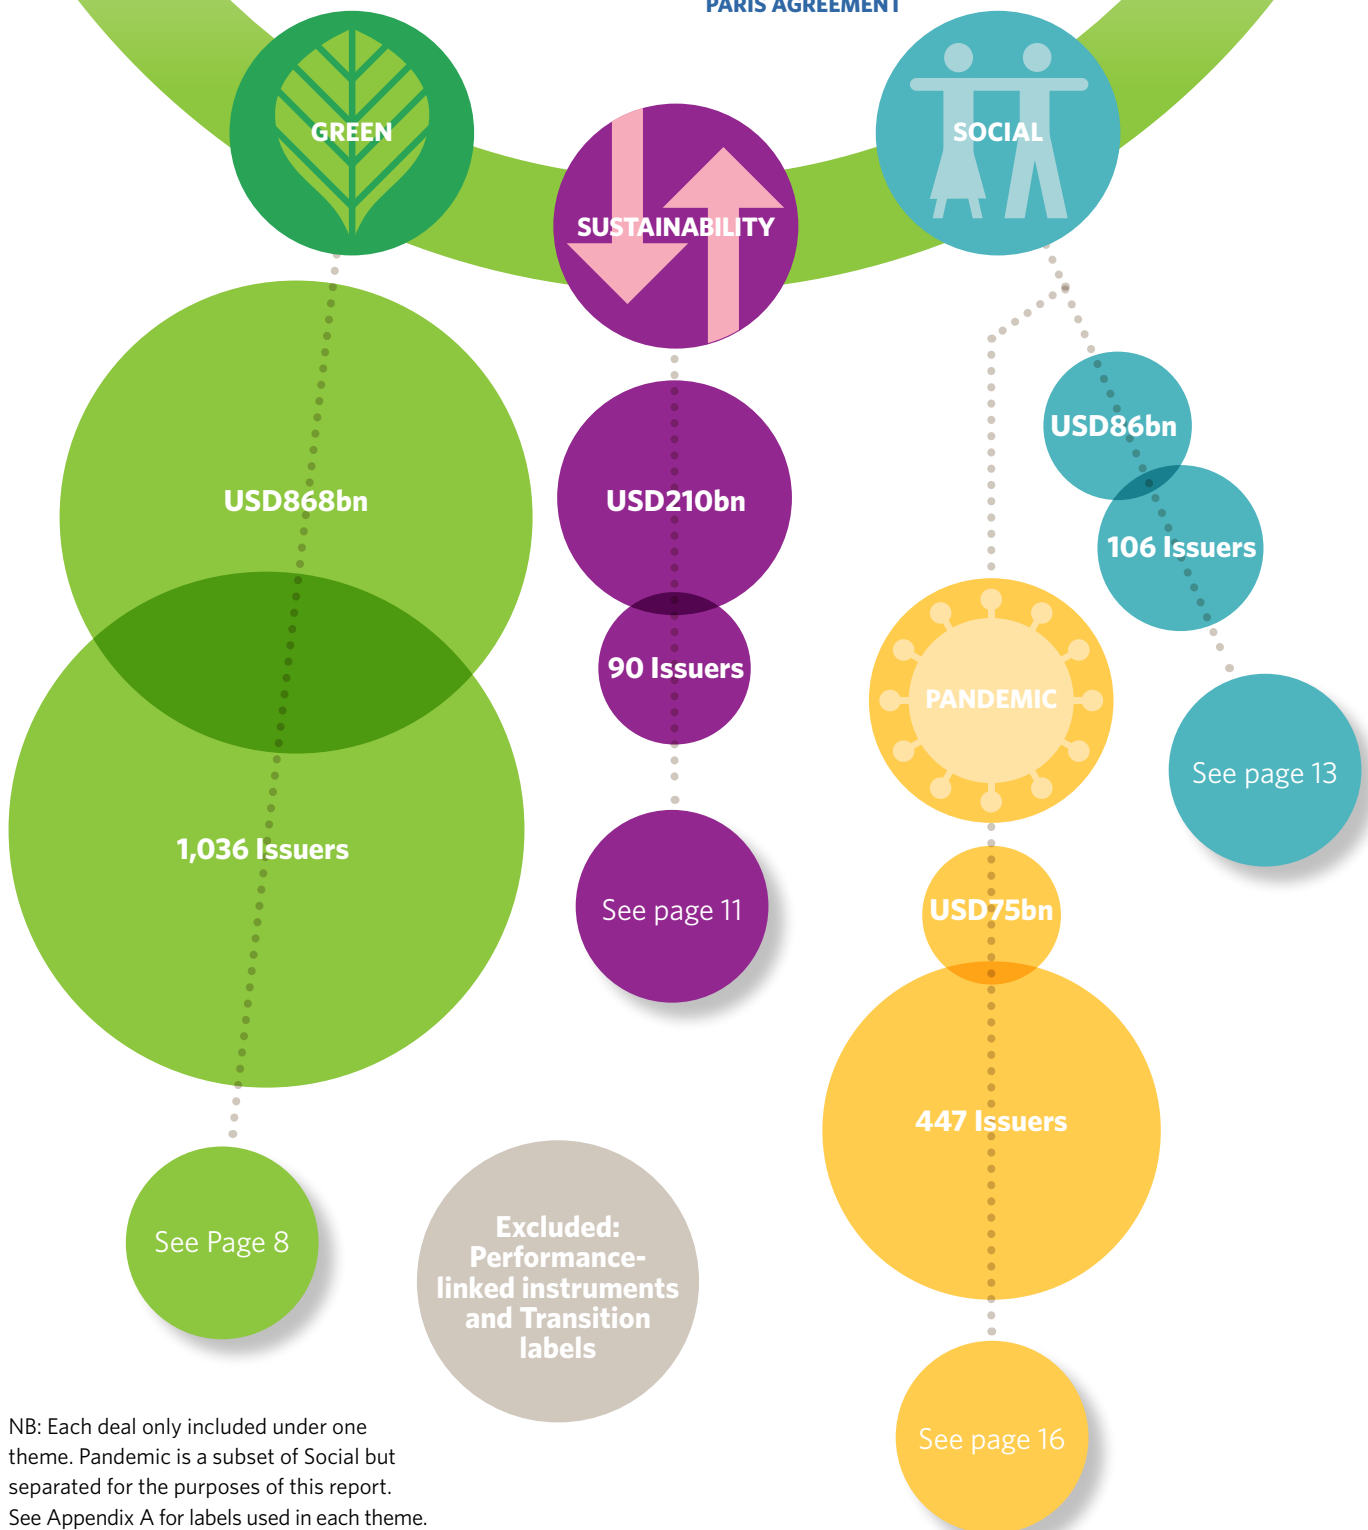 PARIS AGREEMENT
GREEN
SUSTAINABILITY
SOCIAL
USD868bn
1,036 Issuers
See Page 8
USD210bn
90 Issuers
See page 11
USD86bn
106 Issuers
See page 13
PANDEMIC
USD75bn
447 Issuers
See page 16
Excluded:
Performance-
linked instruments
and Transition
labels
NB: Each deal only included under one
theme. Pandemic is a subset of Social but
separated for the purposes of this report.
See Appendix A for labels used in each theme.